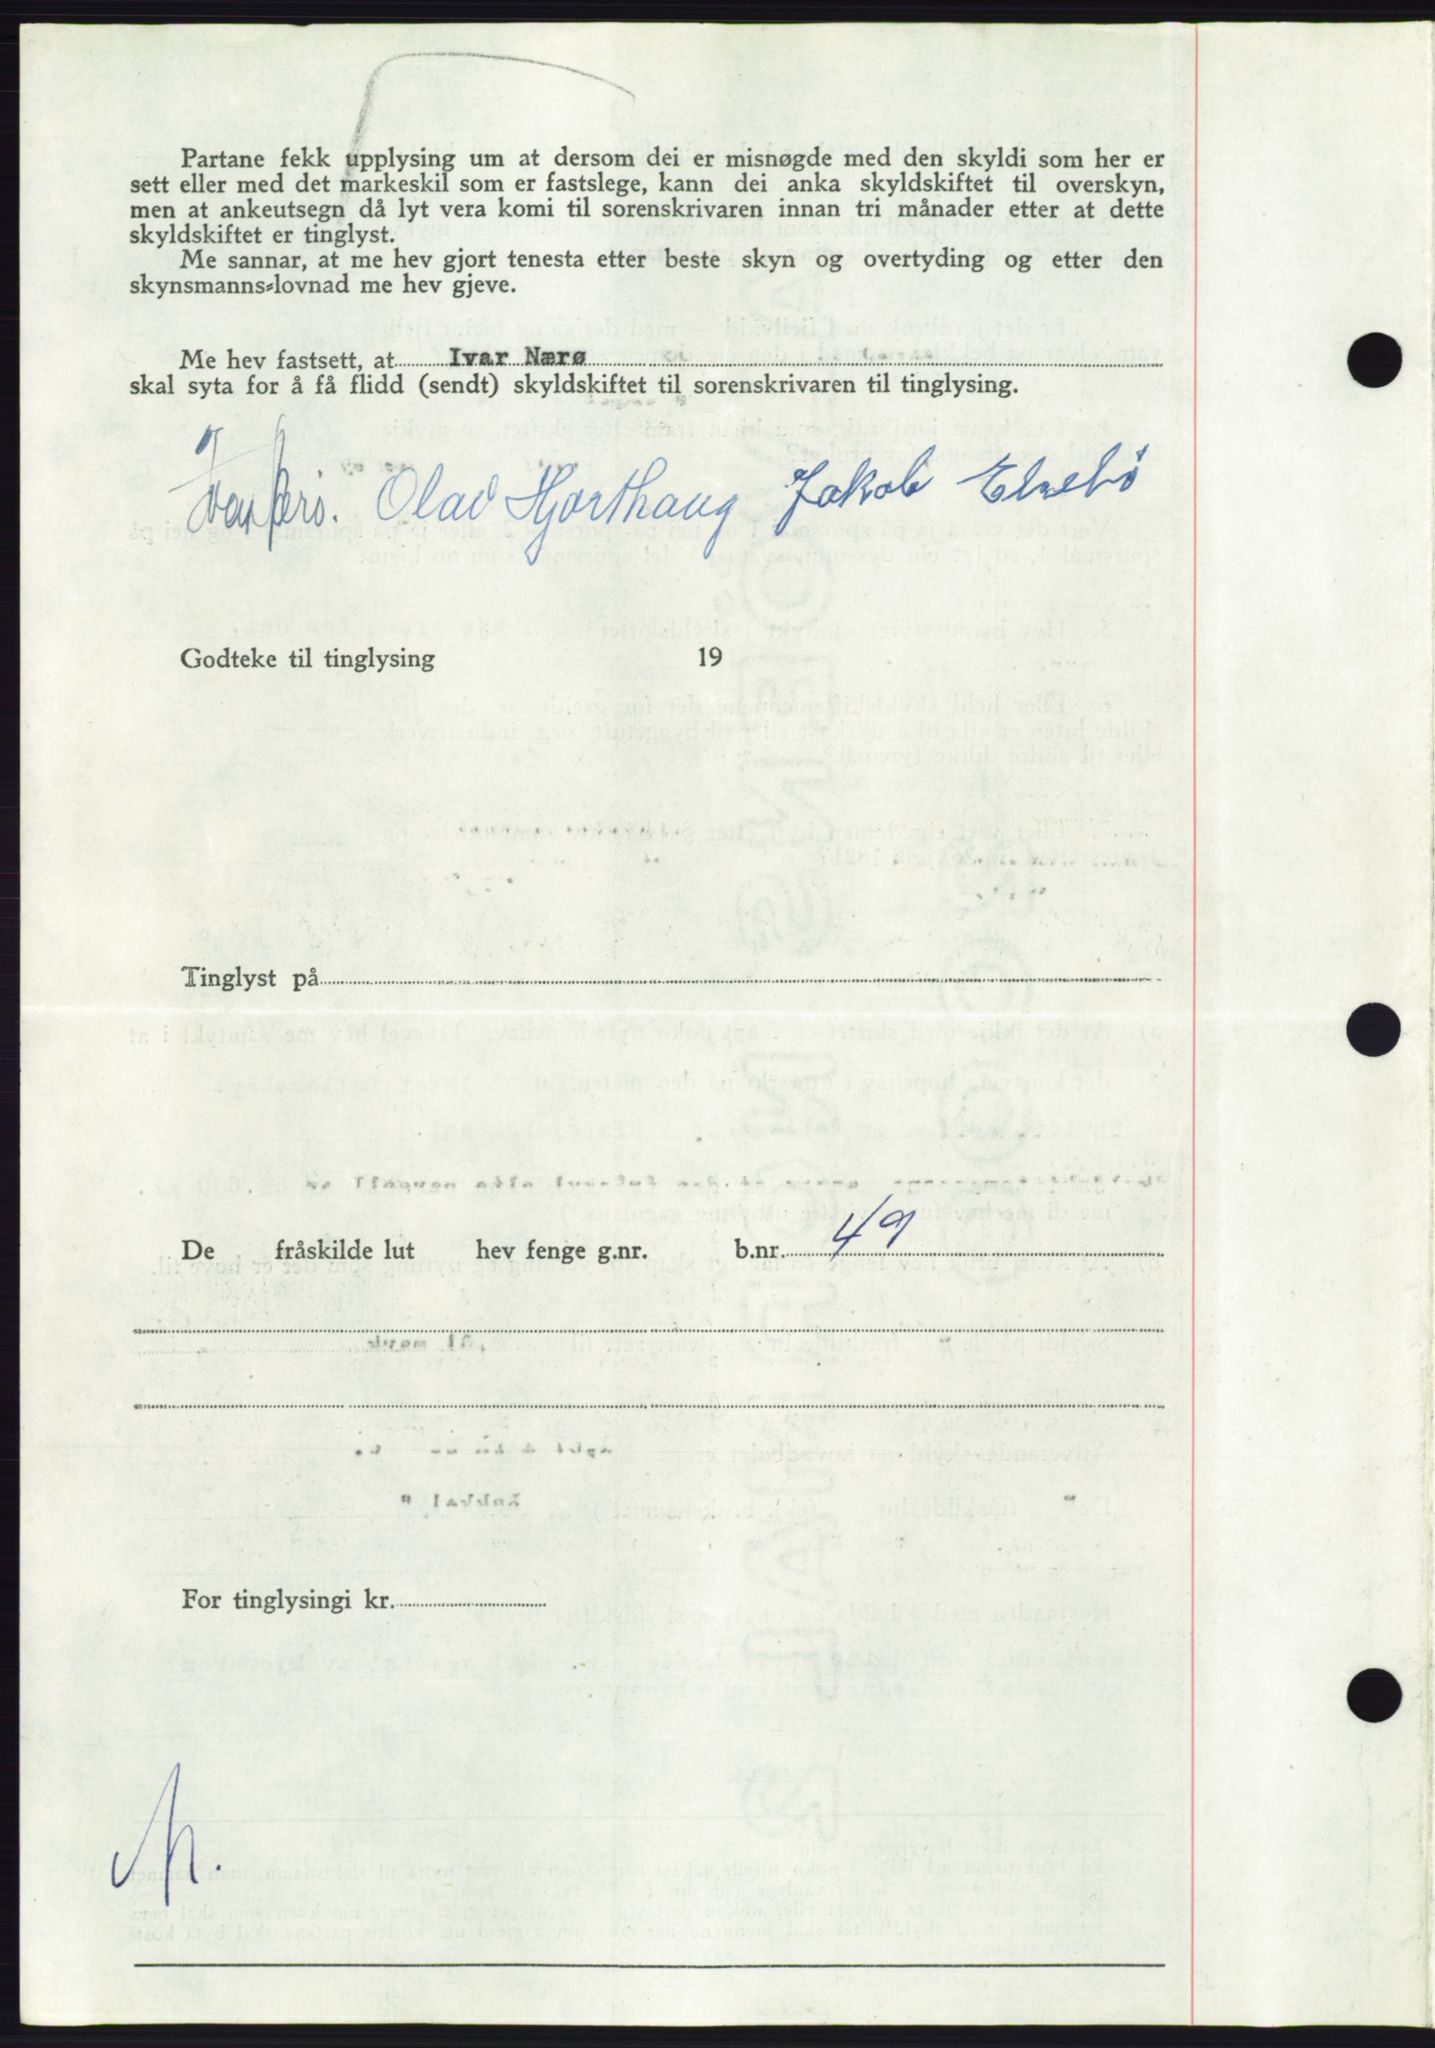 Partane fekk upplysing um at dersom dei er misnøgde med den skyldi som her er
sett eller med det markeskil som er fastslege, kann dei anka skyldskiftet til overskyn,
men at ankeutsegn då lyt vera komi til sorenskrivaren innan tri månader etter at dette
skyldskiftet er tinglyst.
Me sannar, at me hev gjort tenesta etter beste skyn og overtyding og etter den
skynsmanns-lovnad me hev gjeve.
Me hev fastsett, at Ivar Nærø
skal syta for å få flidd (sendt) skyldskiftet til sorenskrivaren til tinglysing.
Ivar Nærø. Olav Hjorthaug Jakob Elnebø
Godteke til tinglysing 19
Tinglyst på
De fråskilde lut hev fenge g.nr. b.nr. 49
For tinglysingi kr.